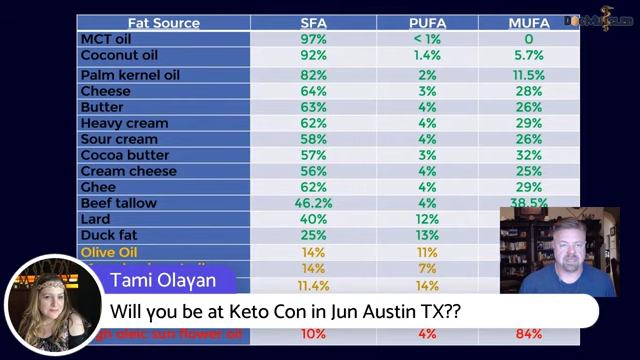 Fat Source SFA PUFA MUFA
MCT oil 97% < 1% 0
Coconut oil 92% 1.4% 5.7%
Palm kernel oil 82% 2% 11.5%
Cheese 64% 3% 28%
Butter 63% 4% 26%
Heavy cream 62% 4% 29%
Sour cream 58% 4% 26%
Cocoa butter 57% 3% 32%
Cream cheese 56% 4% 25%
Ghee 62% 4% 29%
Beef tallow 46.2% 4% 38.5%
Lard 40% 12%
Duck fat 25% 13%
Olive Oil 14% 11%
14% 7%
11.4% 14%
Tami Olayan
Will you be at Keto Con in Jun Austin TX??
oleic sun flower oil 10% 4% 84%